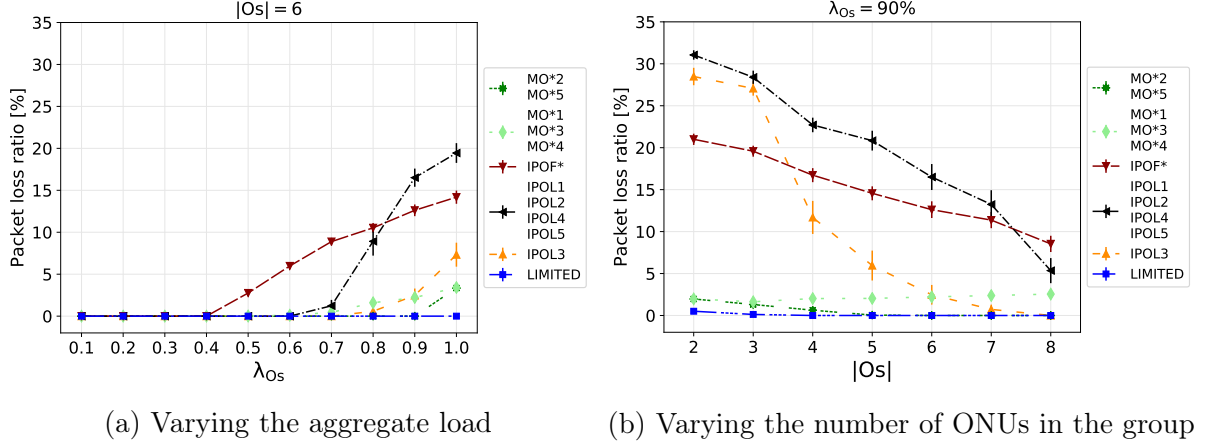 |Os| = 6
Packet loss ratio [%]
35
30
25
20
15
10
5
0
0.1 0.2 0.3 0.4 0.5 0.6 0.7 0.8 0.9 1.0
λOs
MO*2
MO*5
MO*1
MO*3
MO*4
IPOF*
IPOL1
IPOL2
IPOL4
IPOL5
IPOL3
LIMITED
(a) Varying the aggregate load
λOs = 90%
Packet loss ratio [%]
35
30
25
20
15
10
5
0
2 3 4 5 6 7 8
|Os|
MO*2
MO*5
MO*1
MO*3
MO*4
IPOF*
IPOL1
IPOL2
IPOL4
IPOL5
IPOL3
LIMITED
(b) Varying the number of ONUs in the group